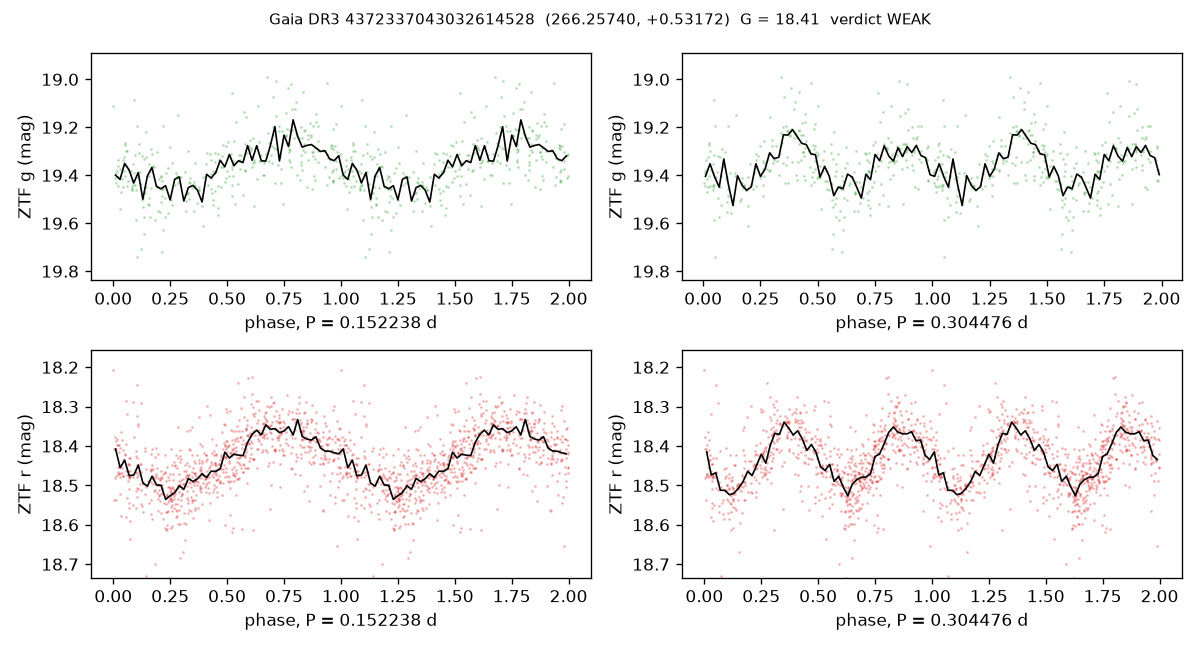 Gaia DR3 4372337043032614528 (266.25740, +0.53172) G = 18.41 verdict WEAK
ZTF g (mag)
19.0
19.2
19.4
19.6
19.8
0.00 0.25 0.50 0.75 1.00 1.25 1.50 1.75 2.00
phase, P = 0.152238 d
ZTF g (mag)
19.0
19.2
19.4
19.6
19.8
0.00 0.25 0.50 0.75 1.00 1.25 1.50 1.75 2.00
phase, P = 0.304476 d
ZTF r (mag)
18.2
18.3
18.4
18.5
18.6
18.7
0.00 0.25 0.50 0.75 1.00 1.25 1.50 1.75 2.00
phase, P = 0.152238 d
ZTF r (mag)
18.2
18.3
18.4
18.5
18.6
18.7
0.00 0.25 0.50 0.75 1.00 1.25 1.50 1.75 2.00
phase, P = 0.304476 d